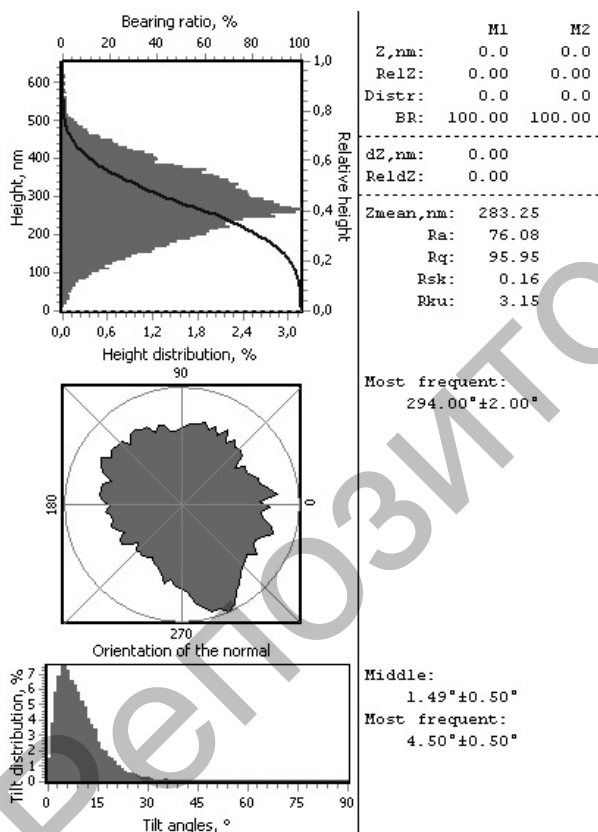 Bearing ratio, %
0 20 40 60 80 100
600
500
400
300
200
100
0
Height, nm
1,0
0,8
0,6
0,4
0,2
0,0
Relative height
0,0 0,6 1,2 1,8 2,4 3,0
Height distribution, %
90
180
0
270
Orientation of the normal
7
6
5
4
3
2
1
0
Tilt distribution, %
0 15 30 45 60 75 90
Tilt angles, °
M1 M2
Z,nm: 0.0 0.0
RelZ: 0.00 0.00
Distr: 0.0 0.0
BR: 100.00 100.00
dZ,nm: 0.00
ReldZ: 0.00
Zmean,nm: 283.25
Ra: 76.08
Rq: 95.95
Rsk: 0.16
Rku: 3.15
Most frequent:
294.00°±2.00°
Middle:
1.49°±0.50°
Most frequent:
4.50°±0.50°
РЕПОЗИТО